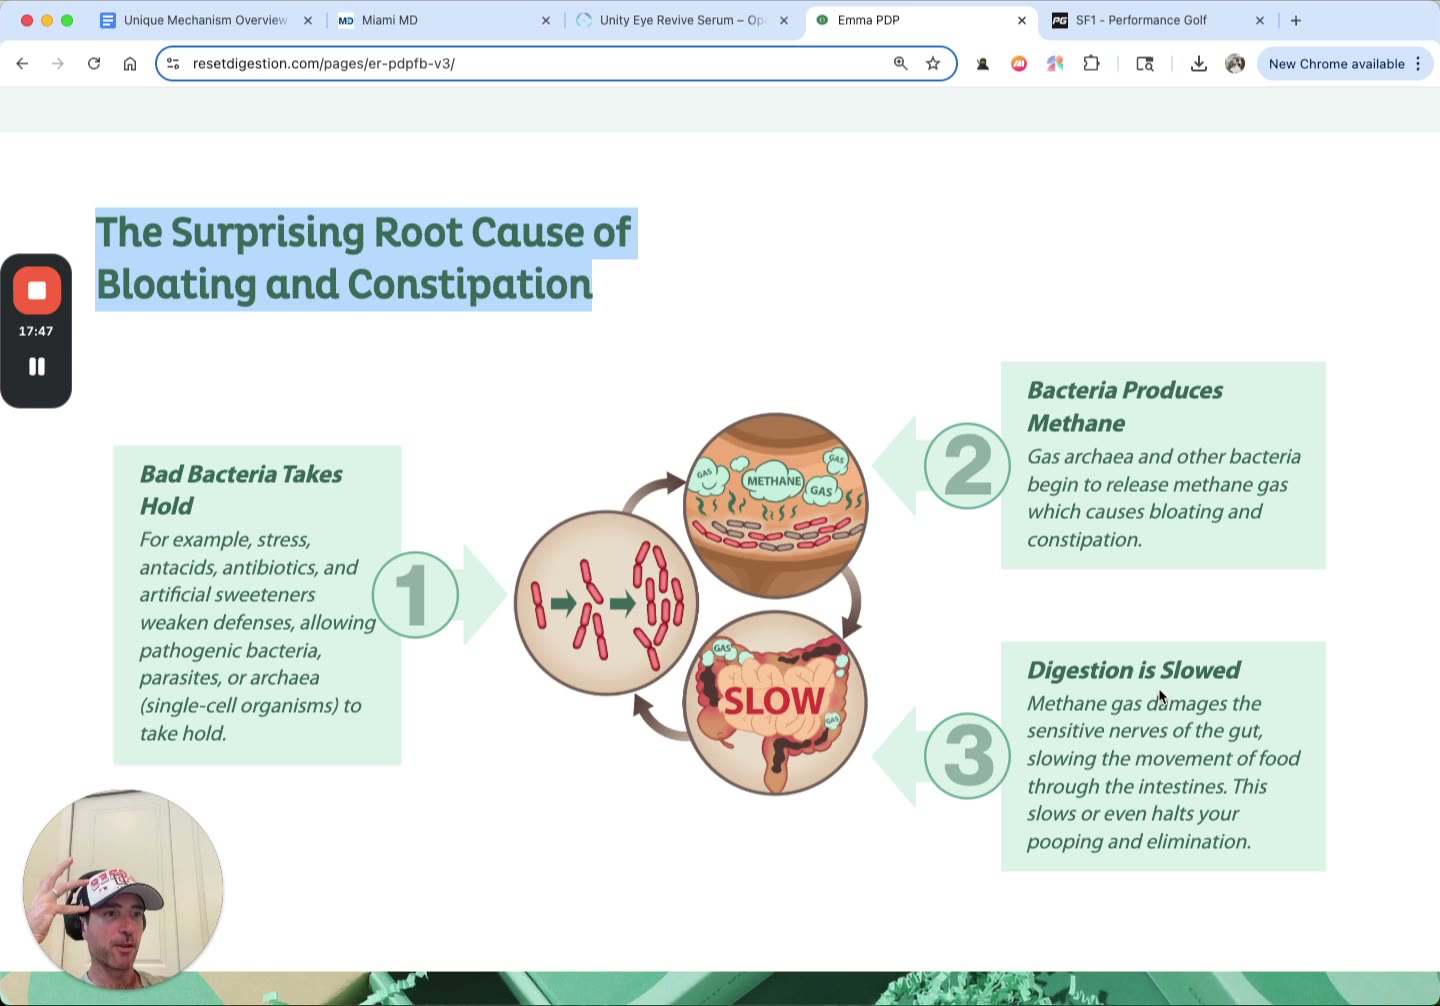 Unique Mechanism Overview
Miami MD
Unity Eye Revive Serum – Op
Emma PDP
SF1 - Performance Golf
resetdigestion.com/pages/er-pdpfb-v3/
New Chrome available
The Surprising Root Cause of
Bloating and Constipation
17:47
Bad Bacteria Takes
Hold
For example, stress,
antacids, antibiotics, and
artificial sweeteners
weaken defenses, allowing
pathogenic bacteria,
parasites, or archaea
(single-cell organisms) to
take hold.
1
GAS
METHANE
GAS
GAS
2
Bacteria Produces
Methane
Gas archaea and other bacteria
begin to release methane gas
which causes bloating and
constipation.
GAS
SLOW
GAS
3
Digestion is Slowed
Methane gas damages the
sensitive nerves of the gut,
slowing the movement of food
through the intestines. This
slows or even halts your
pooping and elimination.